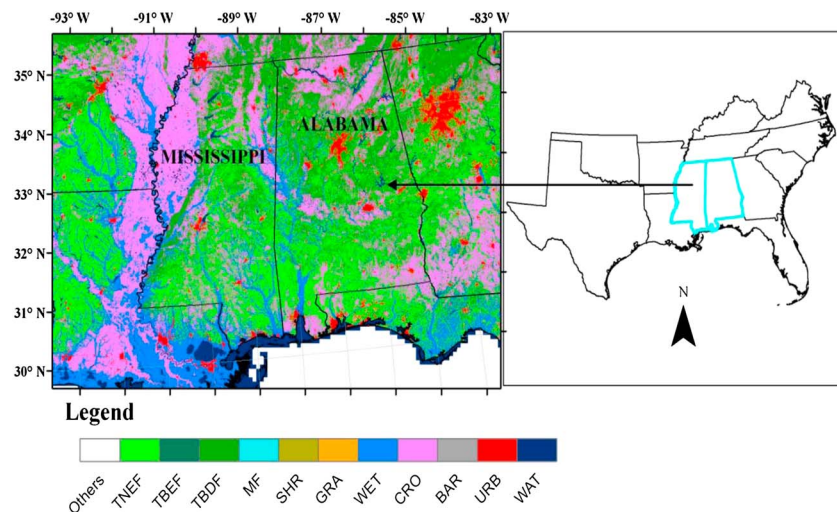 -93 W -91 W -89 W -87 W -85 W -83 W
35° N
34° N
33° N
32° N
31° N
30° N
ALABAMA
MISSISSIPPI
N
Legend
Others TNEF TBEF TBDF MF SHR GRA WET CRO BAR URB WAT